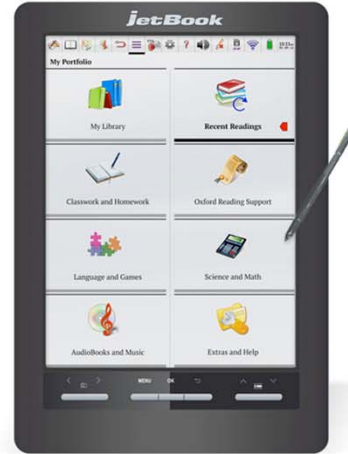 jetBook
My Portfolio
My Library
Recent Readings
Classwork and Homework
Oxford Reading Support
Language and Games
Science and Math
AudioBooks and Music
Extras and Help
MENU OK